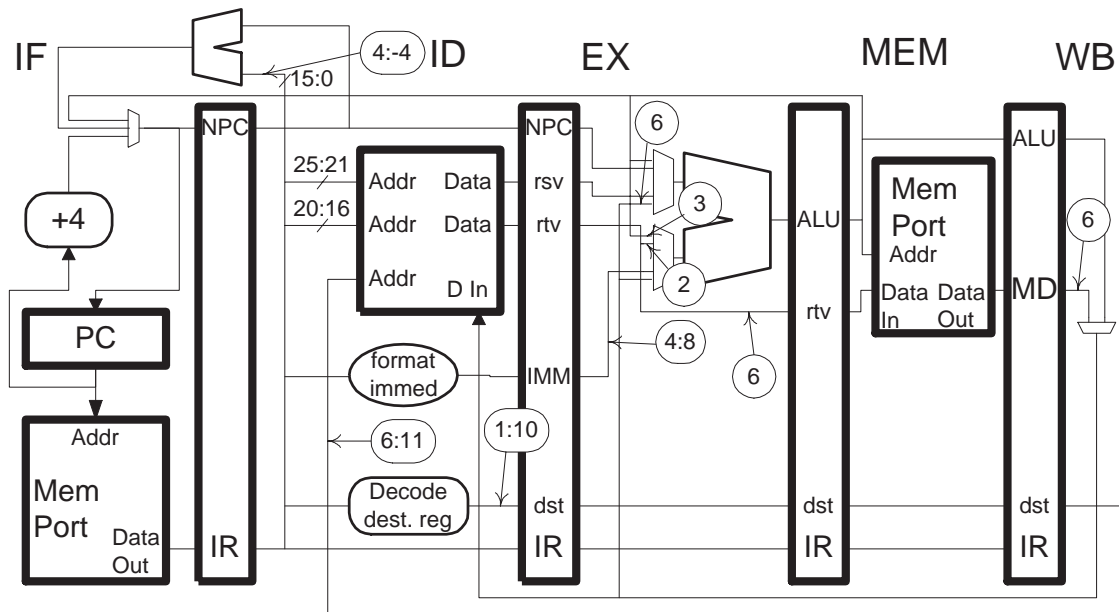 IF
ID
EX
MEM
WB
4:-4
15:0
NPC
NPC
6
ALU
25:21
Addr
Data
rsv
20:16
Addr
Data
rtv
3
ALU
Mem
Port
+4
Addr
D In
2
Addr
6
PC
Data
In
Data
Out
MD
rtv
4:8
format
immed
IMM
6
Addr
6:11
1:10
Mem
Port
Decode
dest. reg
dst
dst
dst
Data
Out
IR
IR
IR
IR